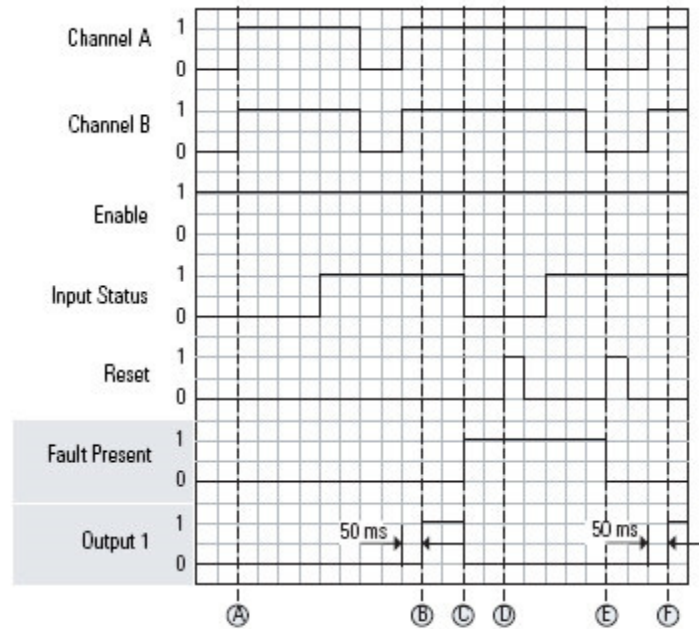 Channel A 1
0
Channel B 1
0
Enable 1
0
Input Status 1
0
Reset 1
0
Fault Present 1
0
Output 1 1
0
50 ms 50 ms
A B C D E F